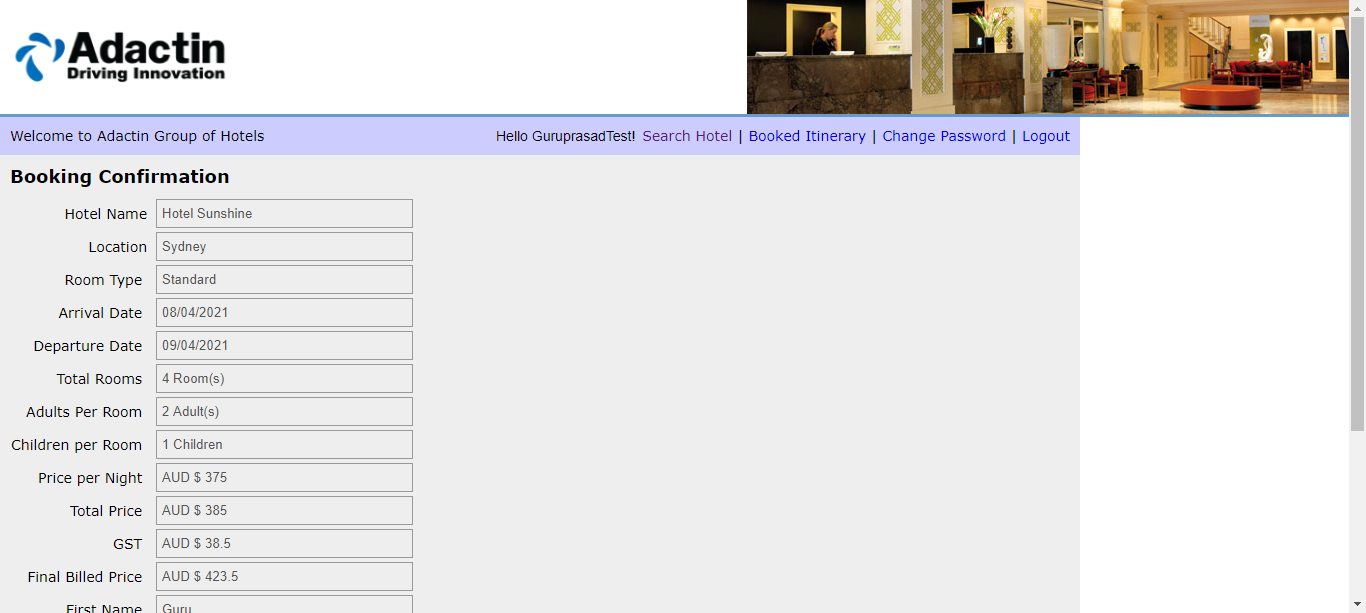 Adactin
Driving Innovation
Welcome to Adactin Group of Hotels
Hello GuruprasadTest! Search Hotel | Booked Itinerary | Change Password | Logout
Booking Confirmation
Hotel Name Hotel Sunshine
Location Sydney
Room Type Standard
Arrival Date 08/04/2021
Departure Date 09/04/2021
Total Rooms 4 Room(s)
Adults Per Room 2 Adult(s)
Children per Room 1 Children
Price per Night AUD $ 375
Total Price AUD $ 385
GST AUD $ 38.5
Final Billed Price AUD $ 423.5
First Name Guru